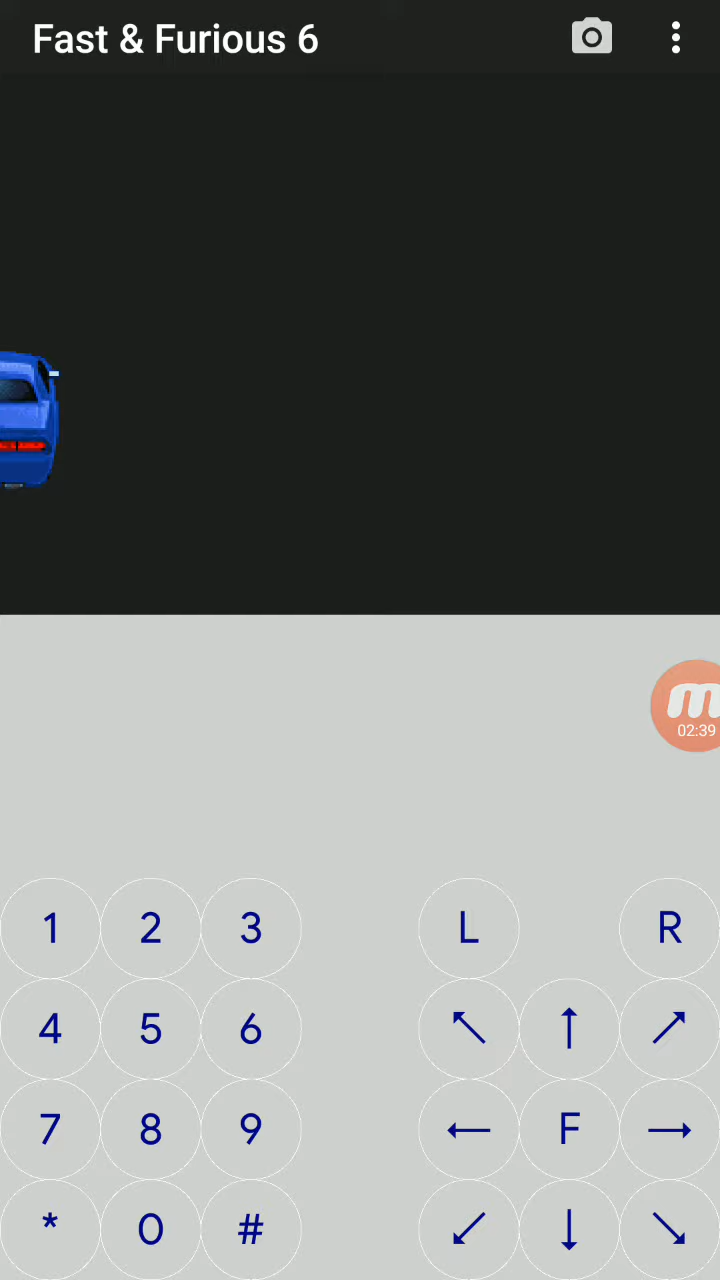 Fast & Furious 6
m
02:39
1 2 3 L R
4 5 6 ↖ ↑ ↗
7 8 9 ← F →
* 0 # ↙ ↓ ↘